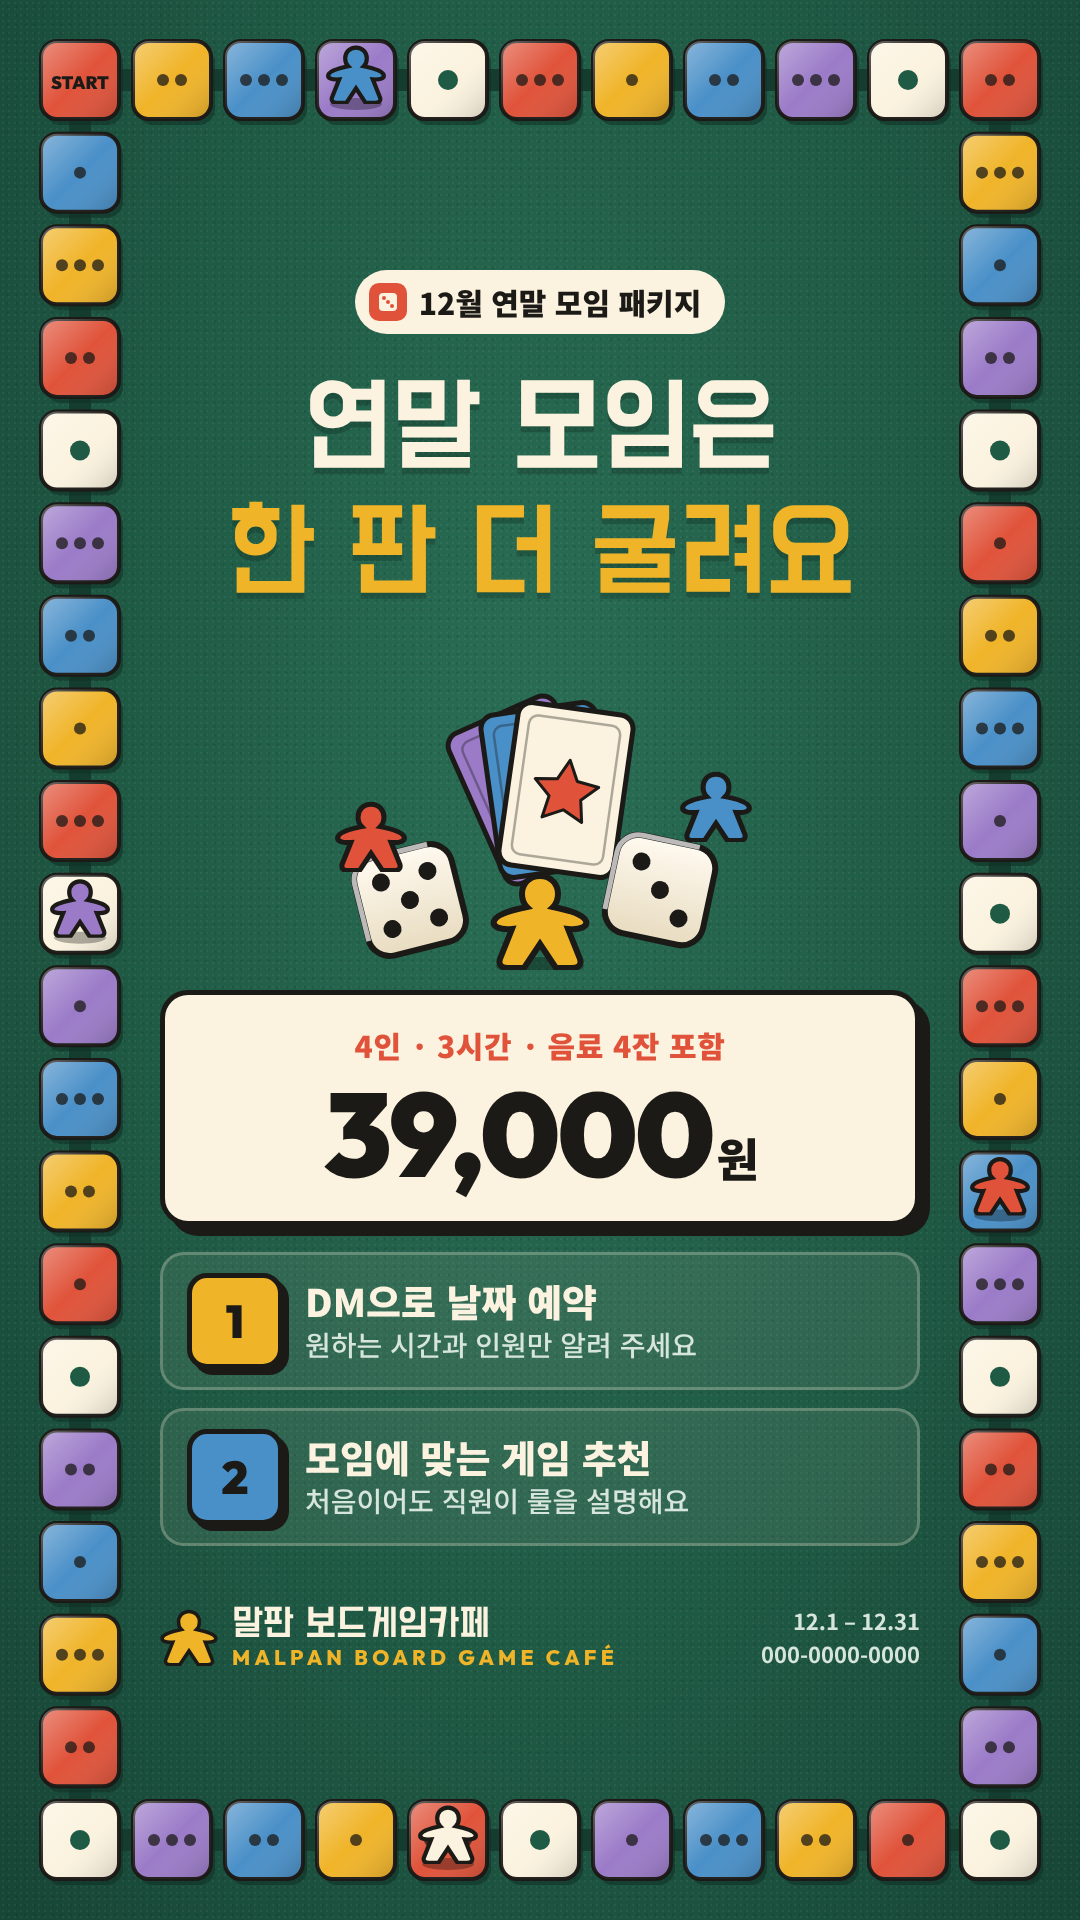 START
12월 연말 모임 패키지
연말 모임은
한 판 더 굴려요
4인 · 3시간 · 음료 4잔 포함
39,000원
1
DM으로 날짜 예약
원하는 시간과 인원만 알려 주세요
2
모임에 맞는 게임 추천
처음이어도 직원이 룰을 설명해요
말판 보드게임카페
MALPAN BOARD GAME CAFÉ
12.1 – 12.31
000-0000-0000